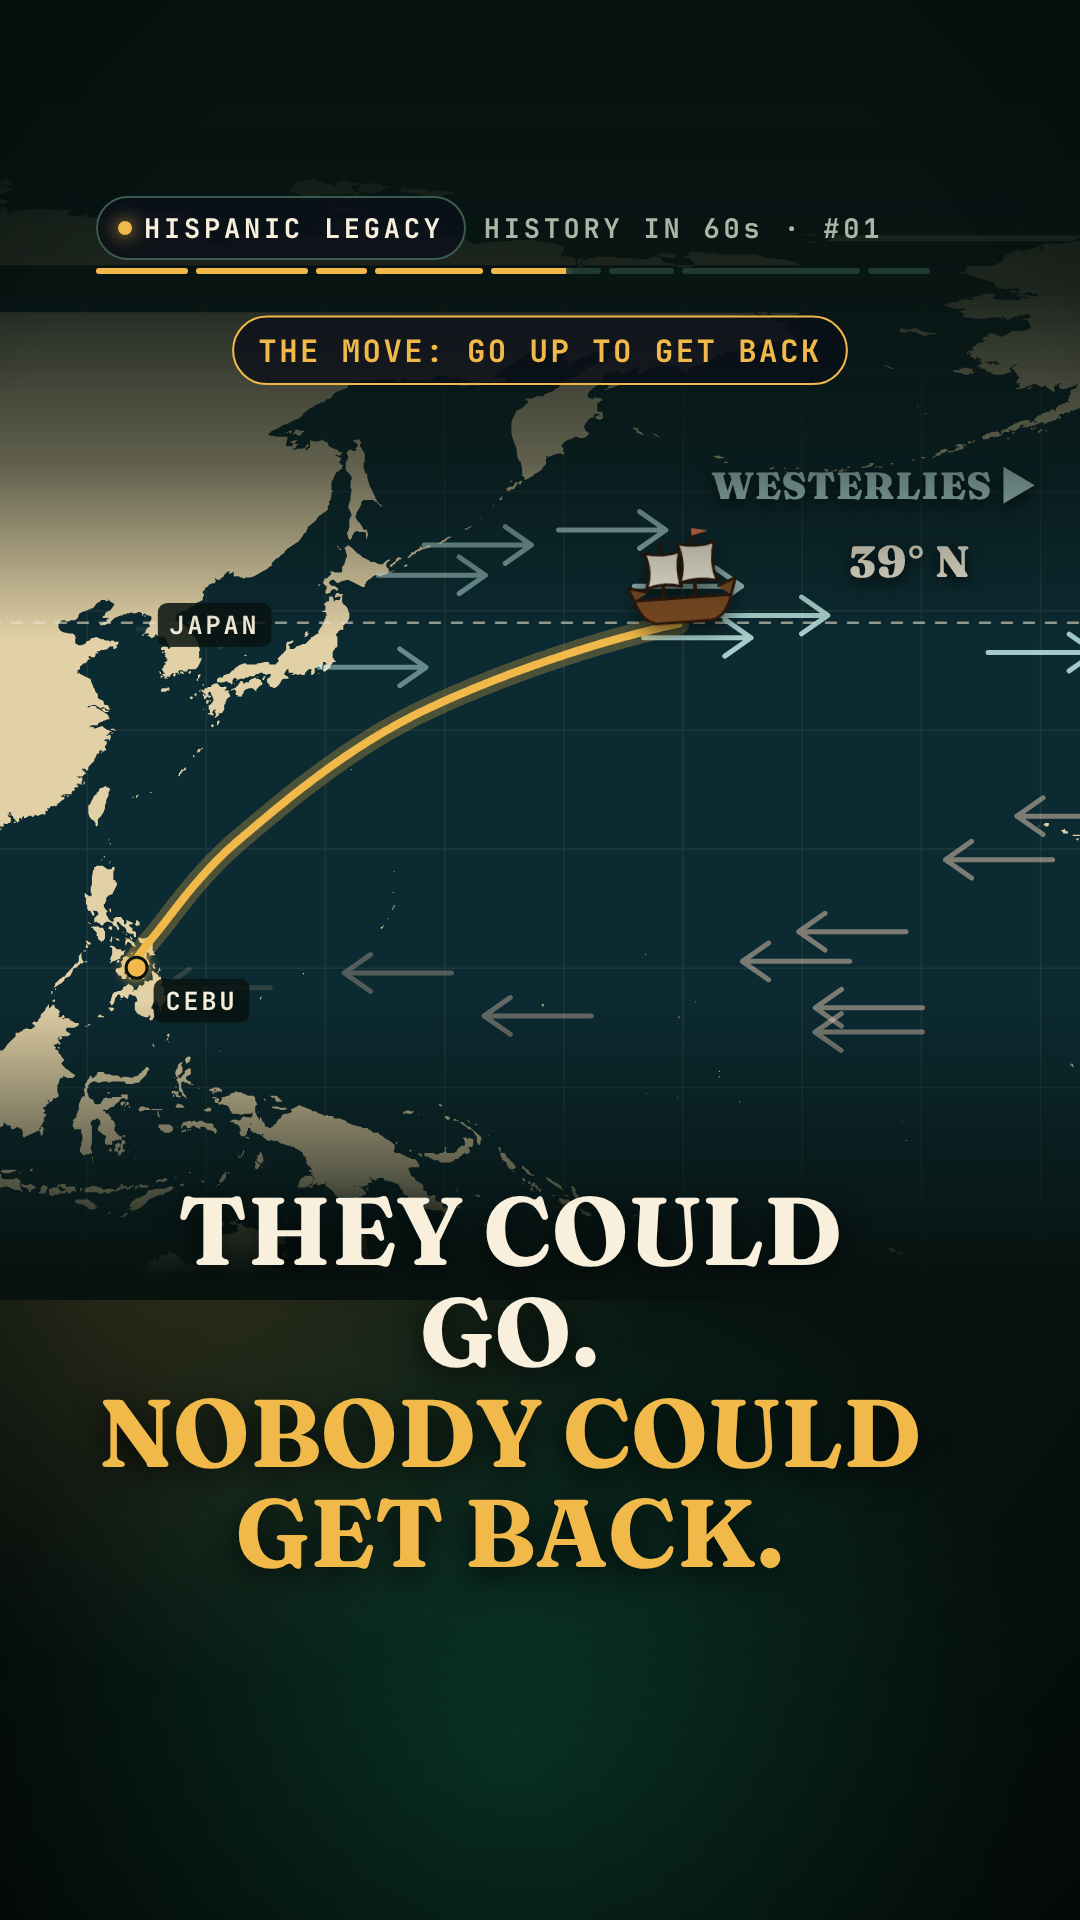 HISPANIC LEGACY HISTORY IN 60s · #01
THE MOVE: GO UP TO GET BACK
WESTERLIES
39° N
JAPAN
CEBU
THEY COULD
GO.
NOBODY COULD
GET BACK.